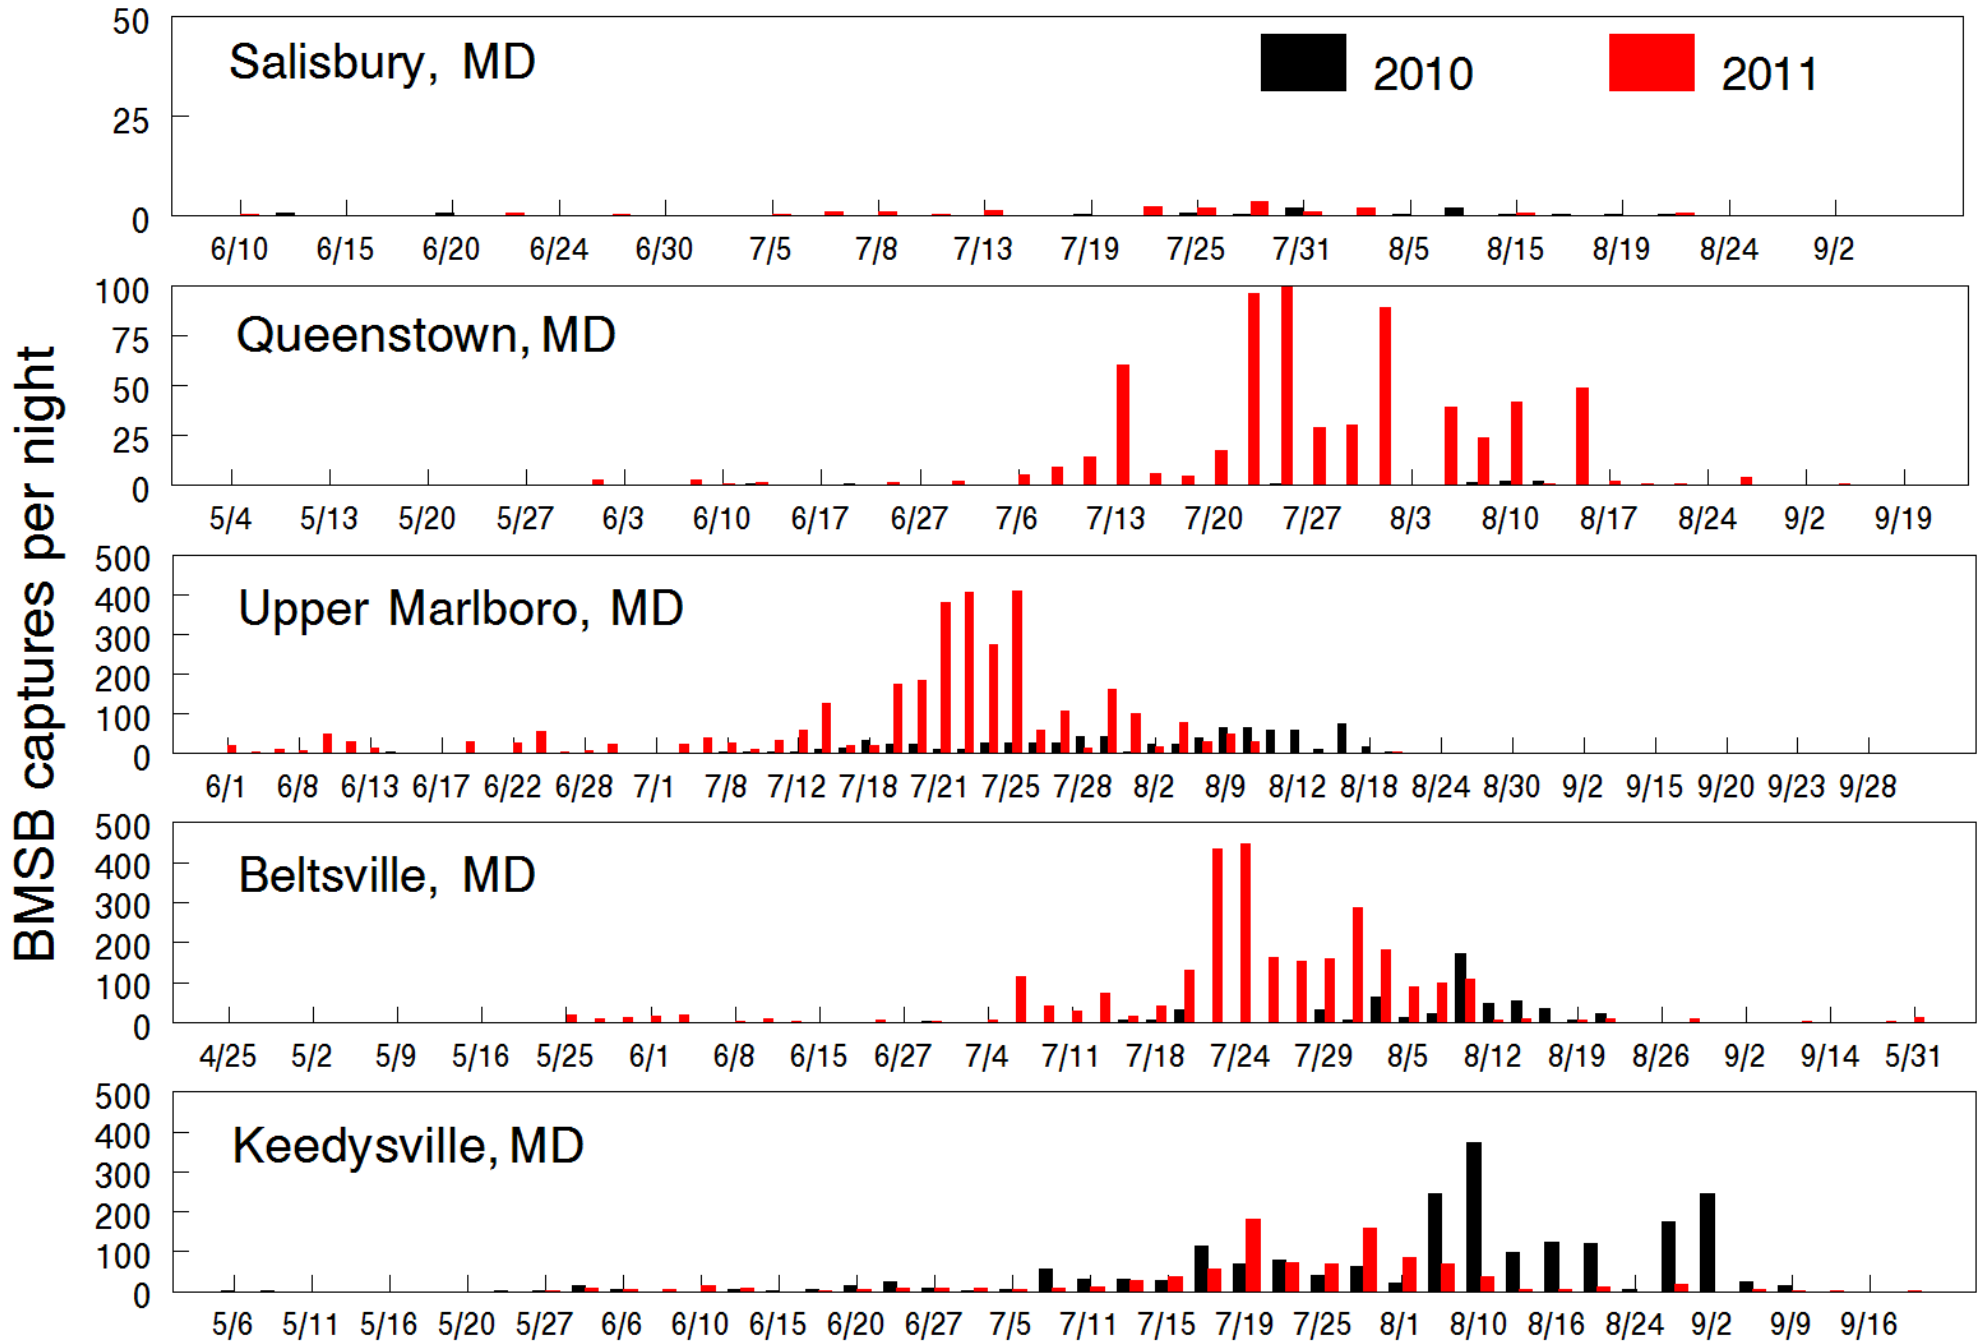 BMSB captures per night
Salisbury, MD
2010
2011
50
25
0
6/10 6/15 6/20 6/24 6/30 7/5 7/8 7/13 7/19 7/25 7/31 8/5 8/15 8/19 8/24 9/2
Queenstown, MD
100
75
50
25
0
5/4 5/13 5/20 5/27 6/3 6/10 6/17 6/27 7/6 7/13 7/20 7/27 8/3 8/10 8/17 8/24 9/2 9/19
Upper Marlboro, MD
500
400
300
200
100
0
6/1 6/8 6/13 6/17 6/22 6/28 7/1 7/8 7/12 7/18 7/21 7/25 7/28 8/2 8/9 8/12 8/18 8/24 8/30 9/2 9/15 9/20 9/23 9/28
Beltsville, MD
500
400
300
200
100
0
4/25 5/2 5/9 5/16 5/25 6/1 6/8 6/15 6/27 7/4 7/11 7/18 7/24 7/29 8/5 8/12 8/19 8/26 9/2 9/14 5/31
Keedysville, MD
500
400
300
200
100
0
5/6 5/11 5/16 5/20 5/27 6/6 6/10 6/15 6/20 6/27 7/5 7/11 7/15 7/19 7/25 8/1 8/10 8/16 8/24 9/2 9/9 9/16